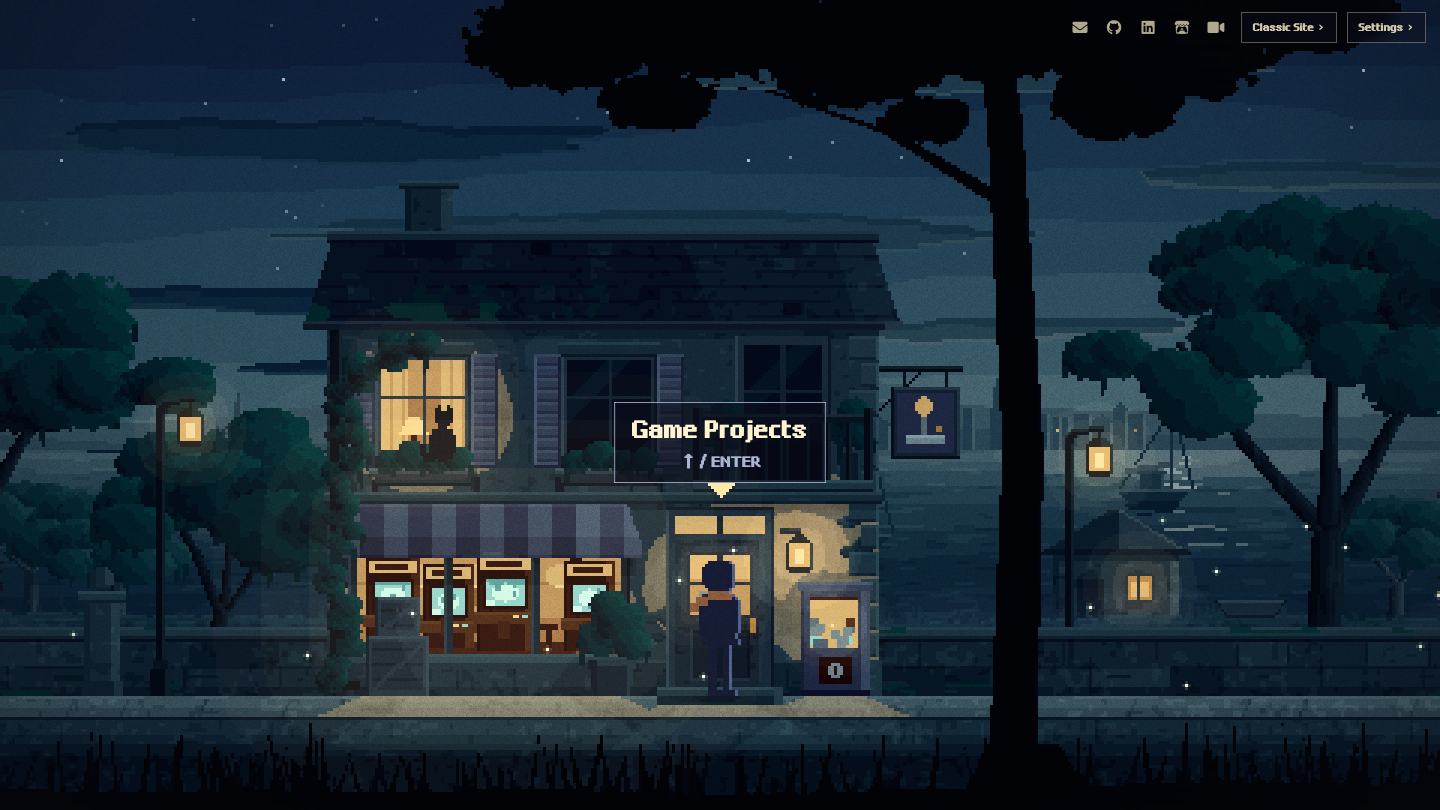 Classic Site ›
Settings ›
Game Projects
↑ / ENTER